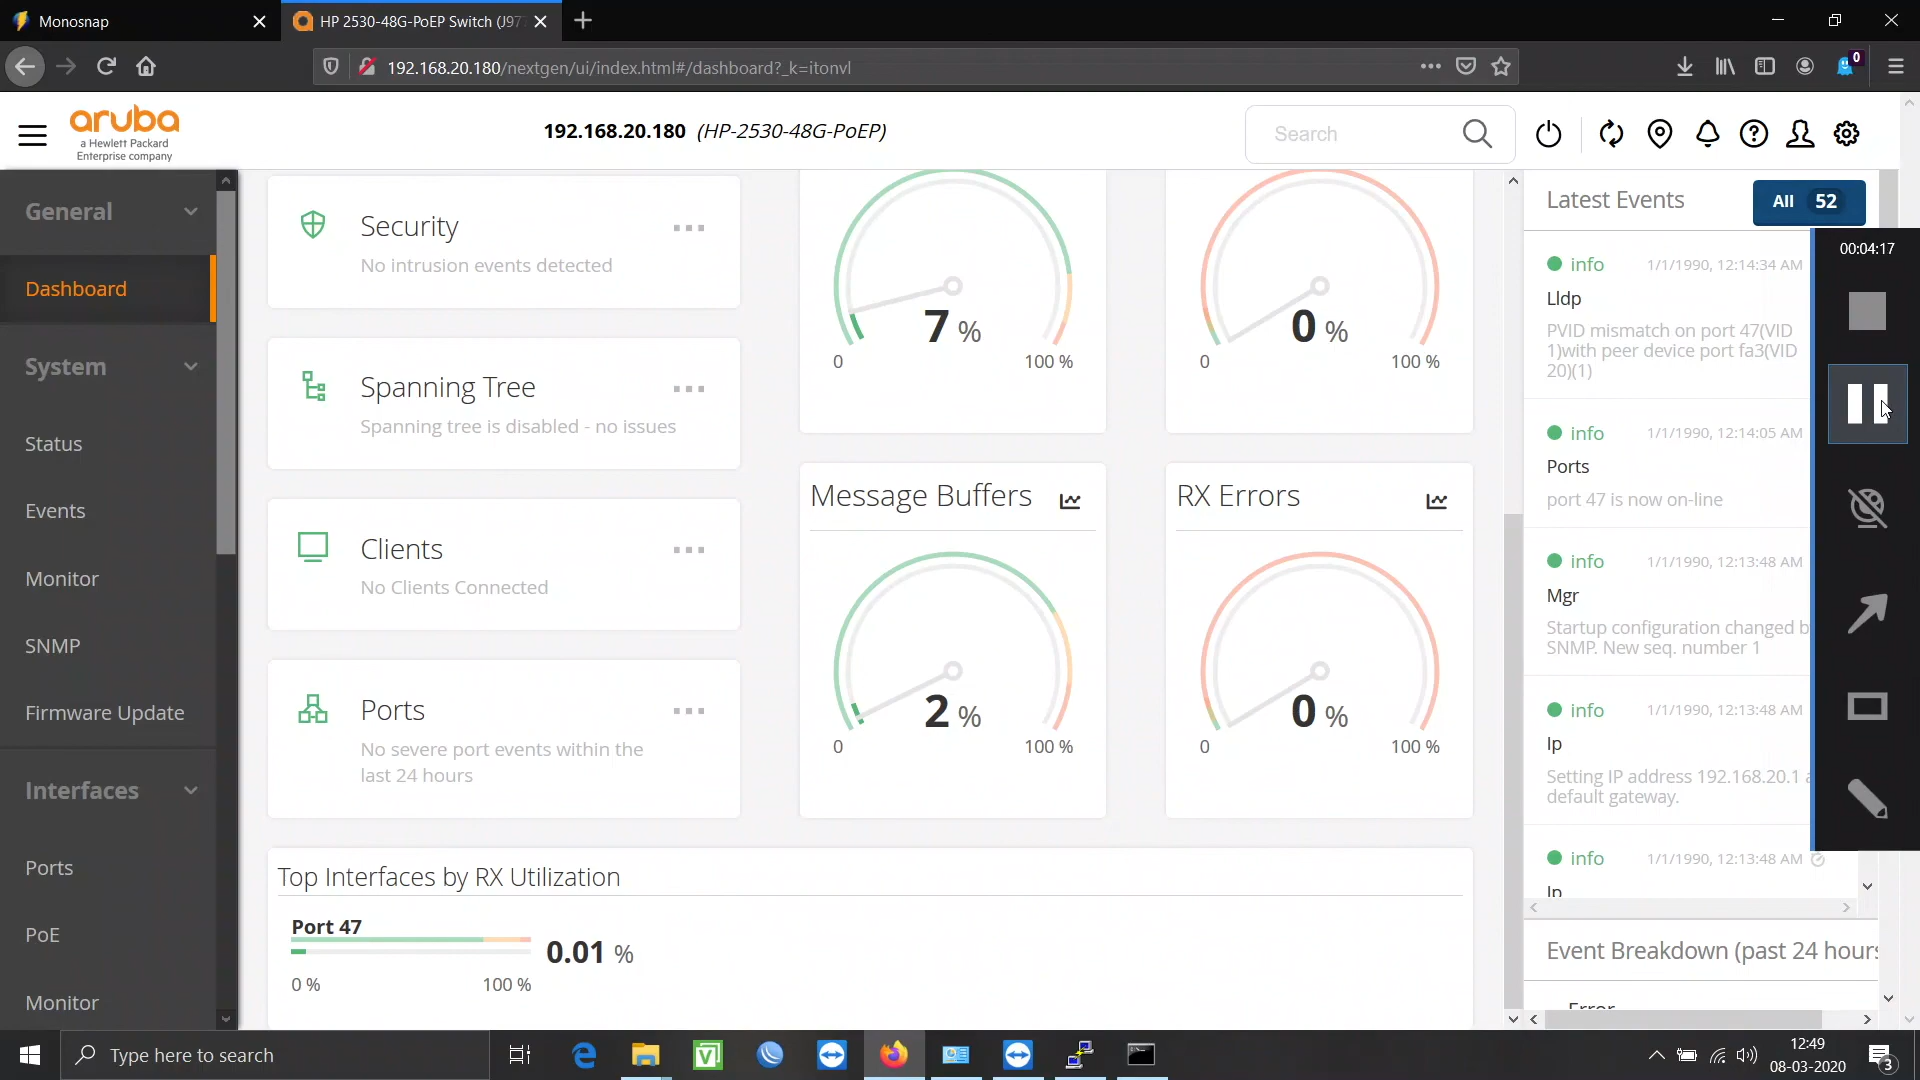 Monosnap
HP 2530-48G-PoEP Switch (J977
192.168.20.180/nextgen/ui/index.html#/dashboard?_k=itonvl
0
aruba
a Hewlett Packard
Enterprise company
192.168.20.180 (HP-2530-48G-PoEP)
Search
General
Dashboard
System
Status
Events
Monitor
SNMP
Firmware Update
Interfaces
Ports
PoE
Monitor
Security
No intrusion events detected
Spanning Tree
Spanning tree is disabled - no issues
Clients
No Clients Connected
Ports
No severe port events within the
last 24 hours
7 %
0 100 %
0 %
0 100 %
Message Buffers
2 %
0 100 %
RX Errors
0 %
0 100 %
Top Interfaces by RX Utilization
Port 47
0.01 %
0 % 100 %
Latest Events
All 52
info 1/1/1990, 12:14:34 AM
Lldp
PVID mismatch on port 47(VID
1)with peer device port fa3(VID
20)(1)
info 1/1/1990, 12:14:05 AM
Ports
port 47 is now on-line
info 1/1/1990, 12:13:48 AM
Mgr
Startup configuration changed b
SNMP. New seq. number 1
info 1/1/1990, 12:13:48 AM
Ip
Setting IP address 192.168.20.1
default gateway.
info 1/1/1990, 12:13:48 AM
Ip
Event Breakdown (past 24 hour
Error
00:04:17
Type here to search
12:49
08-03-2020
3